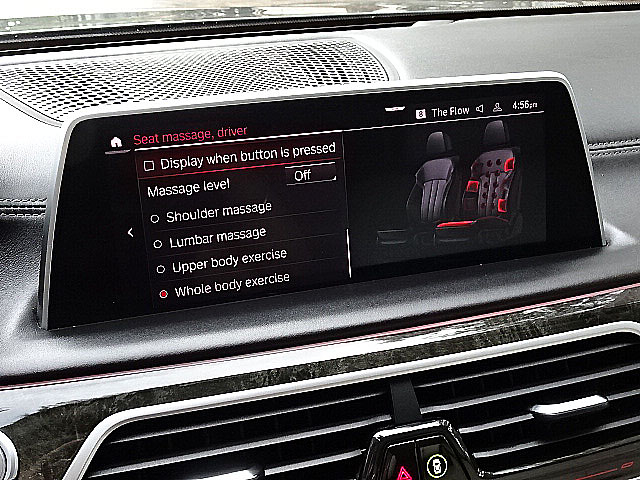 The Flow 4:56pm
Seat massage, driver
Display when button is pressed
Massage level Off
Shoulder massage
Lumbar massage
Upper body exercise
Whole body exercise